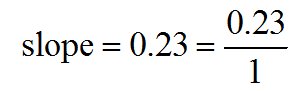 slope = 0.23 = 0.23/1